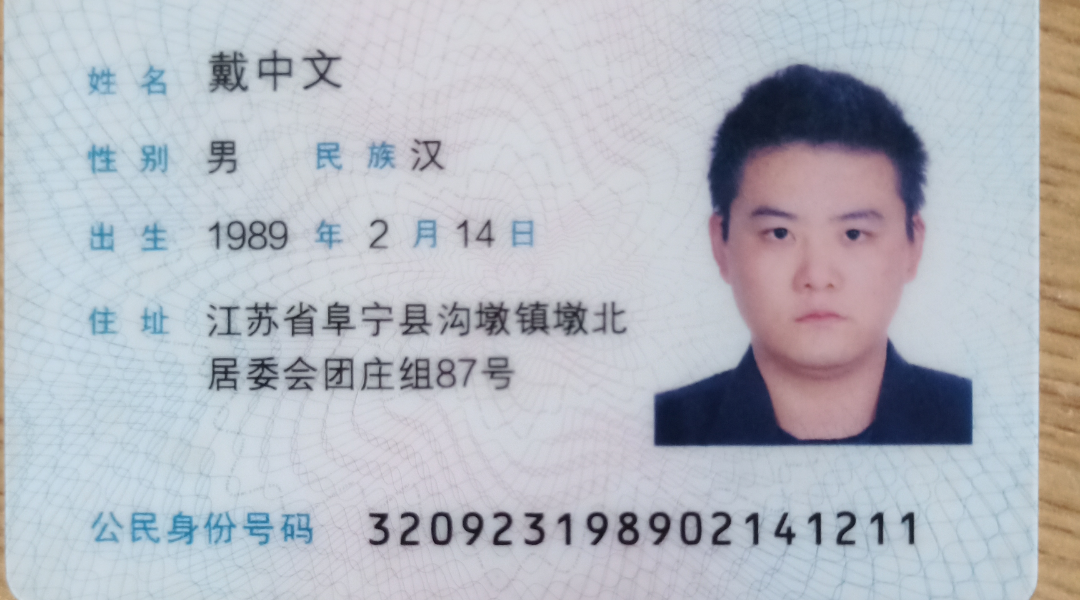 姓名 戴中文
性别 男 民族 汉
出生 1989 年 2 月 14 日
住址 江苏省阜宁县沟墩镇墩北
居委会团庄组87号
公民身份号码 320923198902141211